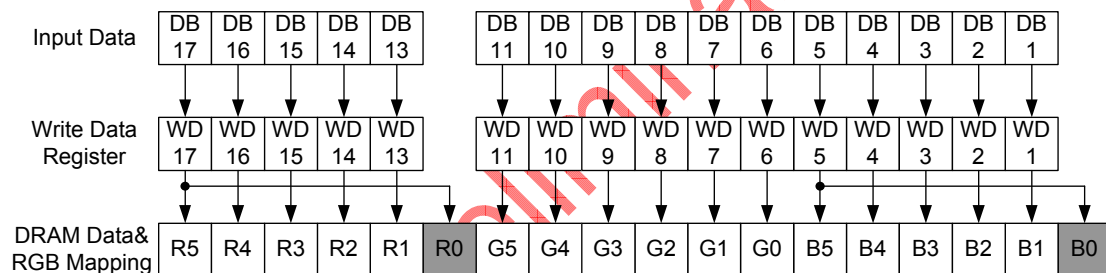 Input Data DB 17 DB 16 DB 15 DB 14 DB 13 DB 11 DB 10 DB 9 DB 8 DB 7 DB 6 DB 5 DB 4 DB 3 DB 2 DB 1
Write Data Register WD 17 WD 16 WD 15 WD 14 WD 13 WD 11 WD 10 WD 9 WD 8 WD 7 WD 6 WD 5 WD 4 WD 3 WD 2 WD 1
DRAM Data& RGB Mapping R5 R4 R3 R2 R1 R0 G5 G4 G3 G2 G1 G0 B5 B4 B3 B2 B1 B0